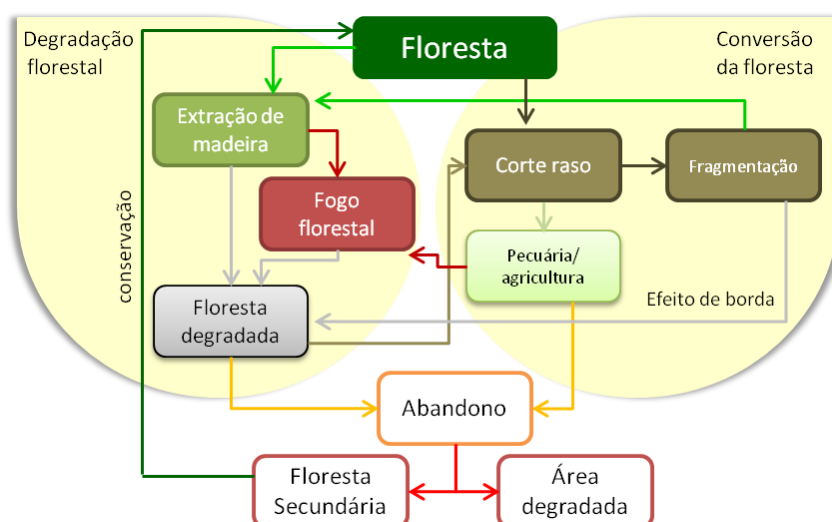 Degradação
florestal
Floresta
Conversão
da floresta
Extração de
madeira
Corte raso
Fragmentação
Fogo
florestal
conservação
Pecuária/
agricultura
Efeito de borda
Floresta
degradada
Abandono
Floresta
Secundária
Área
degradada